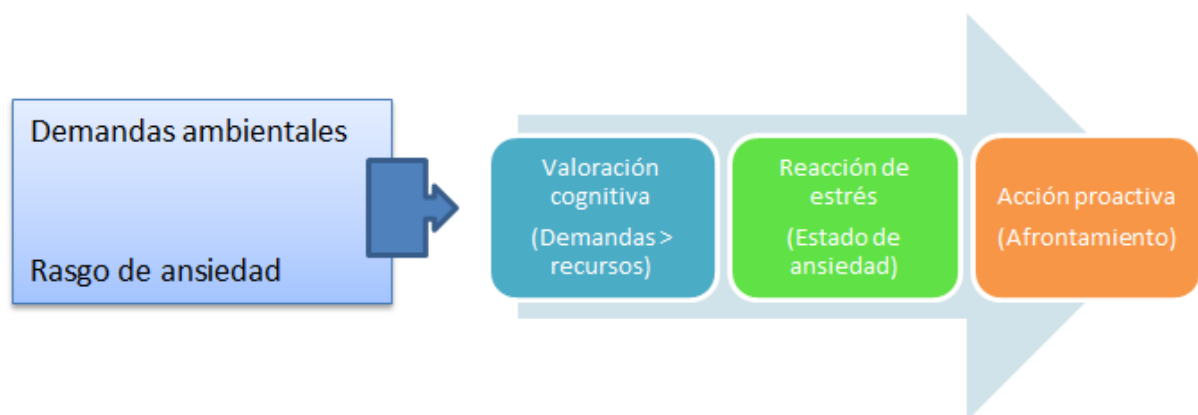 Demandas ambientales
Rasgo de ansiedad
Valoración
cognitiva
(Demandas >
recursos)
Reacción de
estrés
(Estado de
ansiedad)
Acción proactiva
(Afrontamiento)